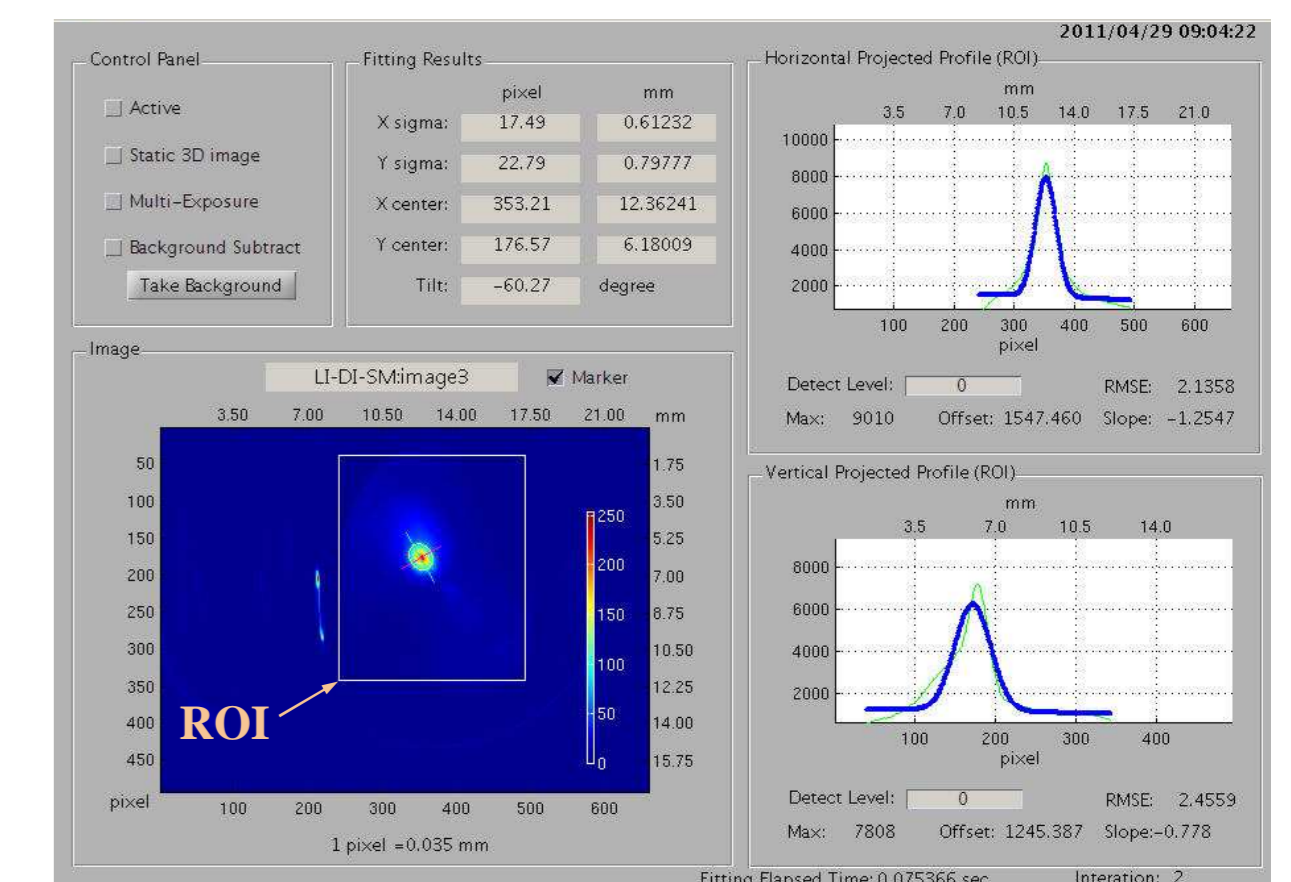 2011/04/29 09:04:22
Control Panel
Active
Static 3D image
Multi-Exposure
Background Subtract
Take Background
Fitting Results
pixel mm
X sigma: 17.49 0.61232
Y sigma: 22.79 0.79777
X center: 353.21 12.36241
Y center: 176.57 6.18009
Tilt: -60.27 degree
Horizontal Projected Profile (ROI)
mm
3.5 7.0 10.5 14.0 17.5 21.0
10000
8000
6000
4000
2000
100 200 300 400 500 600
pixel
Detect Level: 0 RMSE: 2.1358
Max: 9010 Offset: 1547.460 Slope: -1.2547
Image
LI-DI-SM:image3 Marker
3.50 7.00 10.50 14.00 17.50 21.00 mm
50 1.75
100 3.50
150 5.25
200 7.00
250 8.75
300 10.50
350 12.25
400 14.00
450 15.75
250
200
150
100
50
0
ROI
pixel 100 200 300 400 500 600
1 pixel =0.035 mm
Vertical Projected Profile (ROI)
mm
3.5 7.0 10.5 14.0
8000
6000
4000
2000
100 200 300 400
pixel
Detect Level: 0 RMSE: 2.4559
Max: 7808 Offset: 1245.387 Slope:-0.778
Fitting Elapsed Time: 0.075366 sec Interation: 2